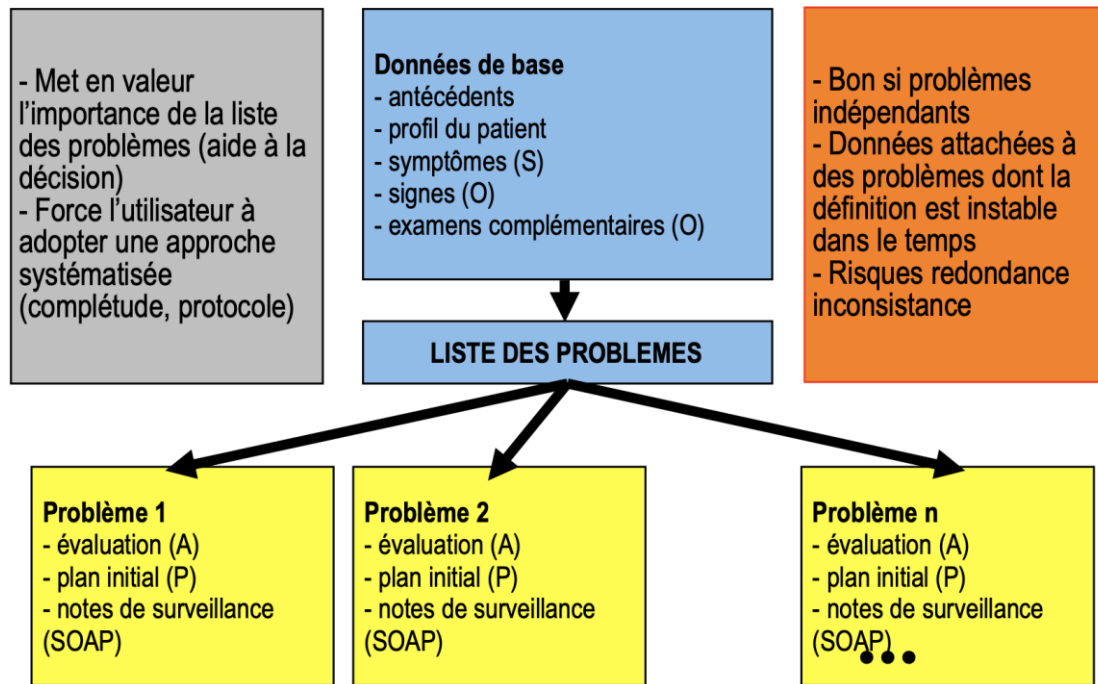 - Met en valeur
l'importance de la liste
des problèmes (aide à la
décision)
- Force l'utilisateur à
adopter une approche
systématisée
(complétude, protocole)
Données de base
- antécédents
- profil du patient
- symptômes (S)
- signes (O)
- examens complémentaires (O)
- Bon si problèmes
indépendants
- Données attachées à
des problèmes dont la
définition est instable
dans le temps
- Risques redondance
inconsistance
LISTE DES PROBLEMES
Problème 1
- évaluation (A)
- plan initial (P)
- notes de surveillance
(SOAP)
Problème 2
- évaluation (A)
- plan initial (P)
- notes de surveillance
(SOAP)
Problème n
- évaluation (A)
- plan initial (P)
- notes de surveillance
(SOAP)
...